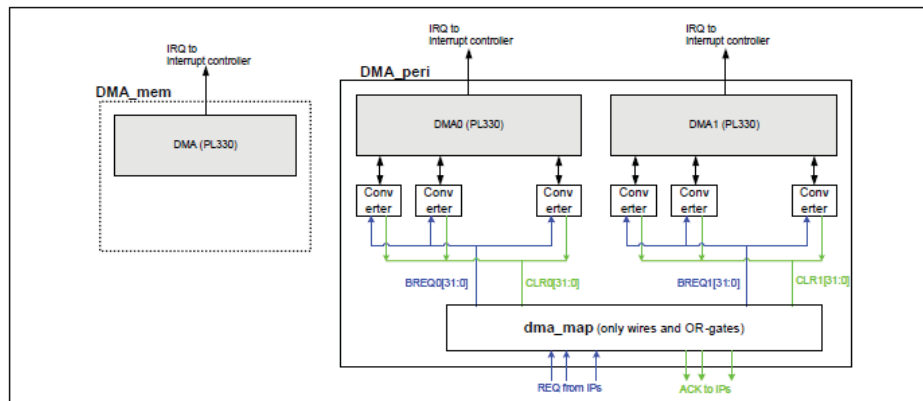 IRQ to
Interrupt controller
IRQ to
Interrupt controller
IRQ to
Interrupt controller
DMA_mem
DMA_peri
DMA (PL330)
DMA0 (PL330)
DMA1 (PL330)
Conv
erter
Conv
erter
Conv
erter
Conv
erter
Conv
erter
Conv
erter
BREQ0[31:0]
CLR0[31:0]
BREQ1[31:0]
CLR1[31:0]
dma_map (only wires and OR-gates)
REQ from IPs
ACK to IPs